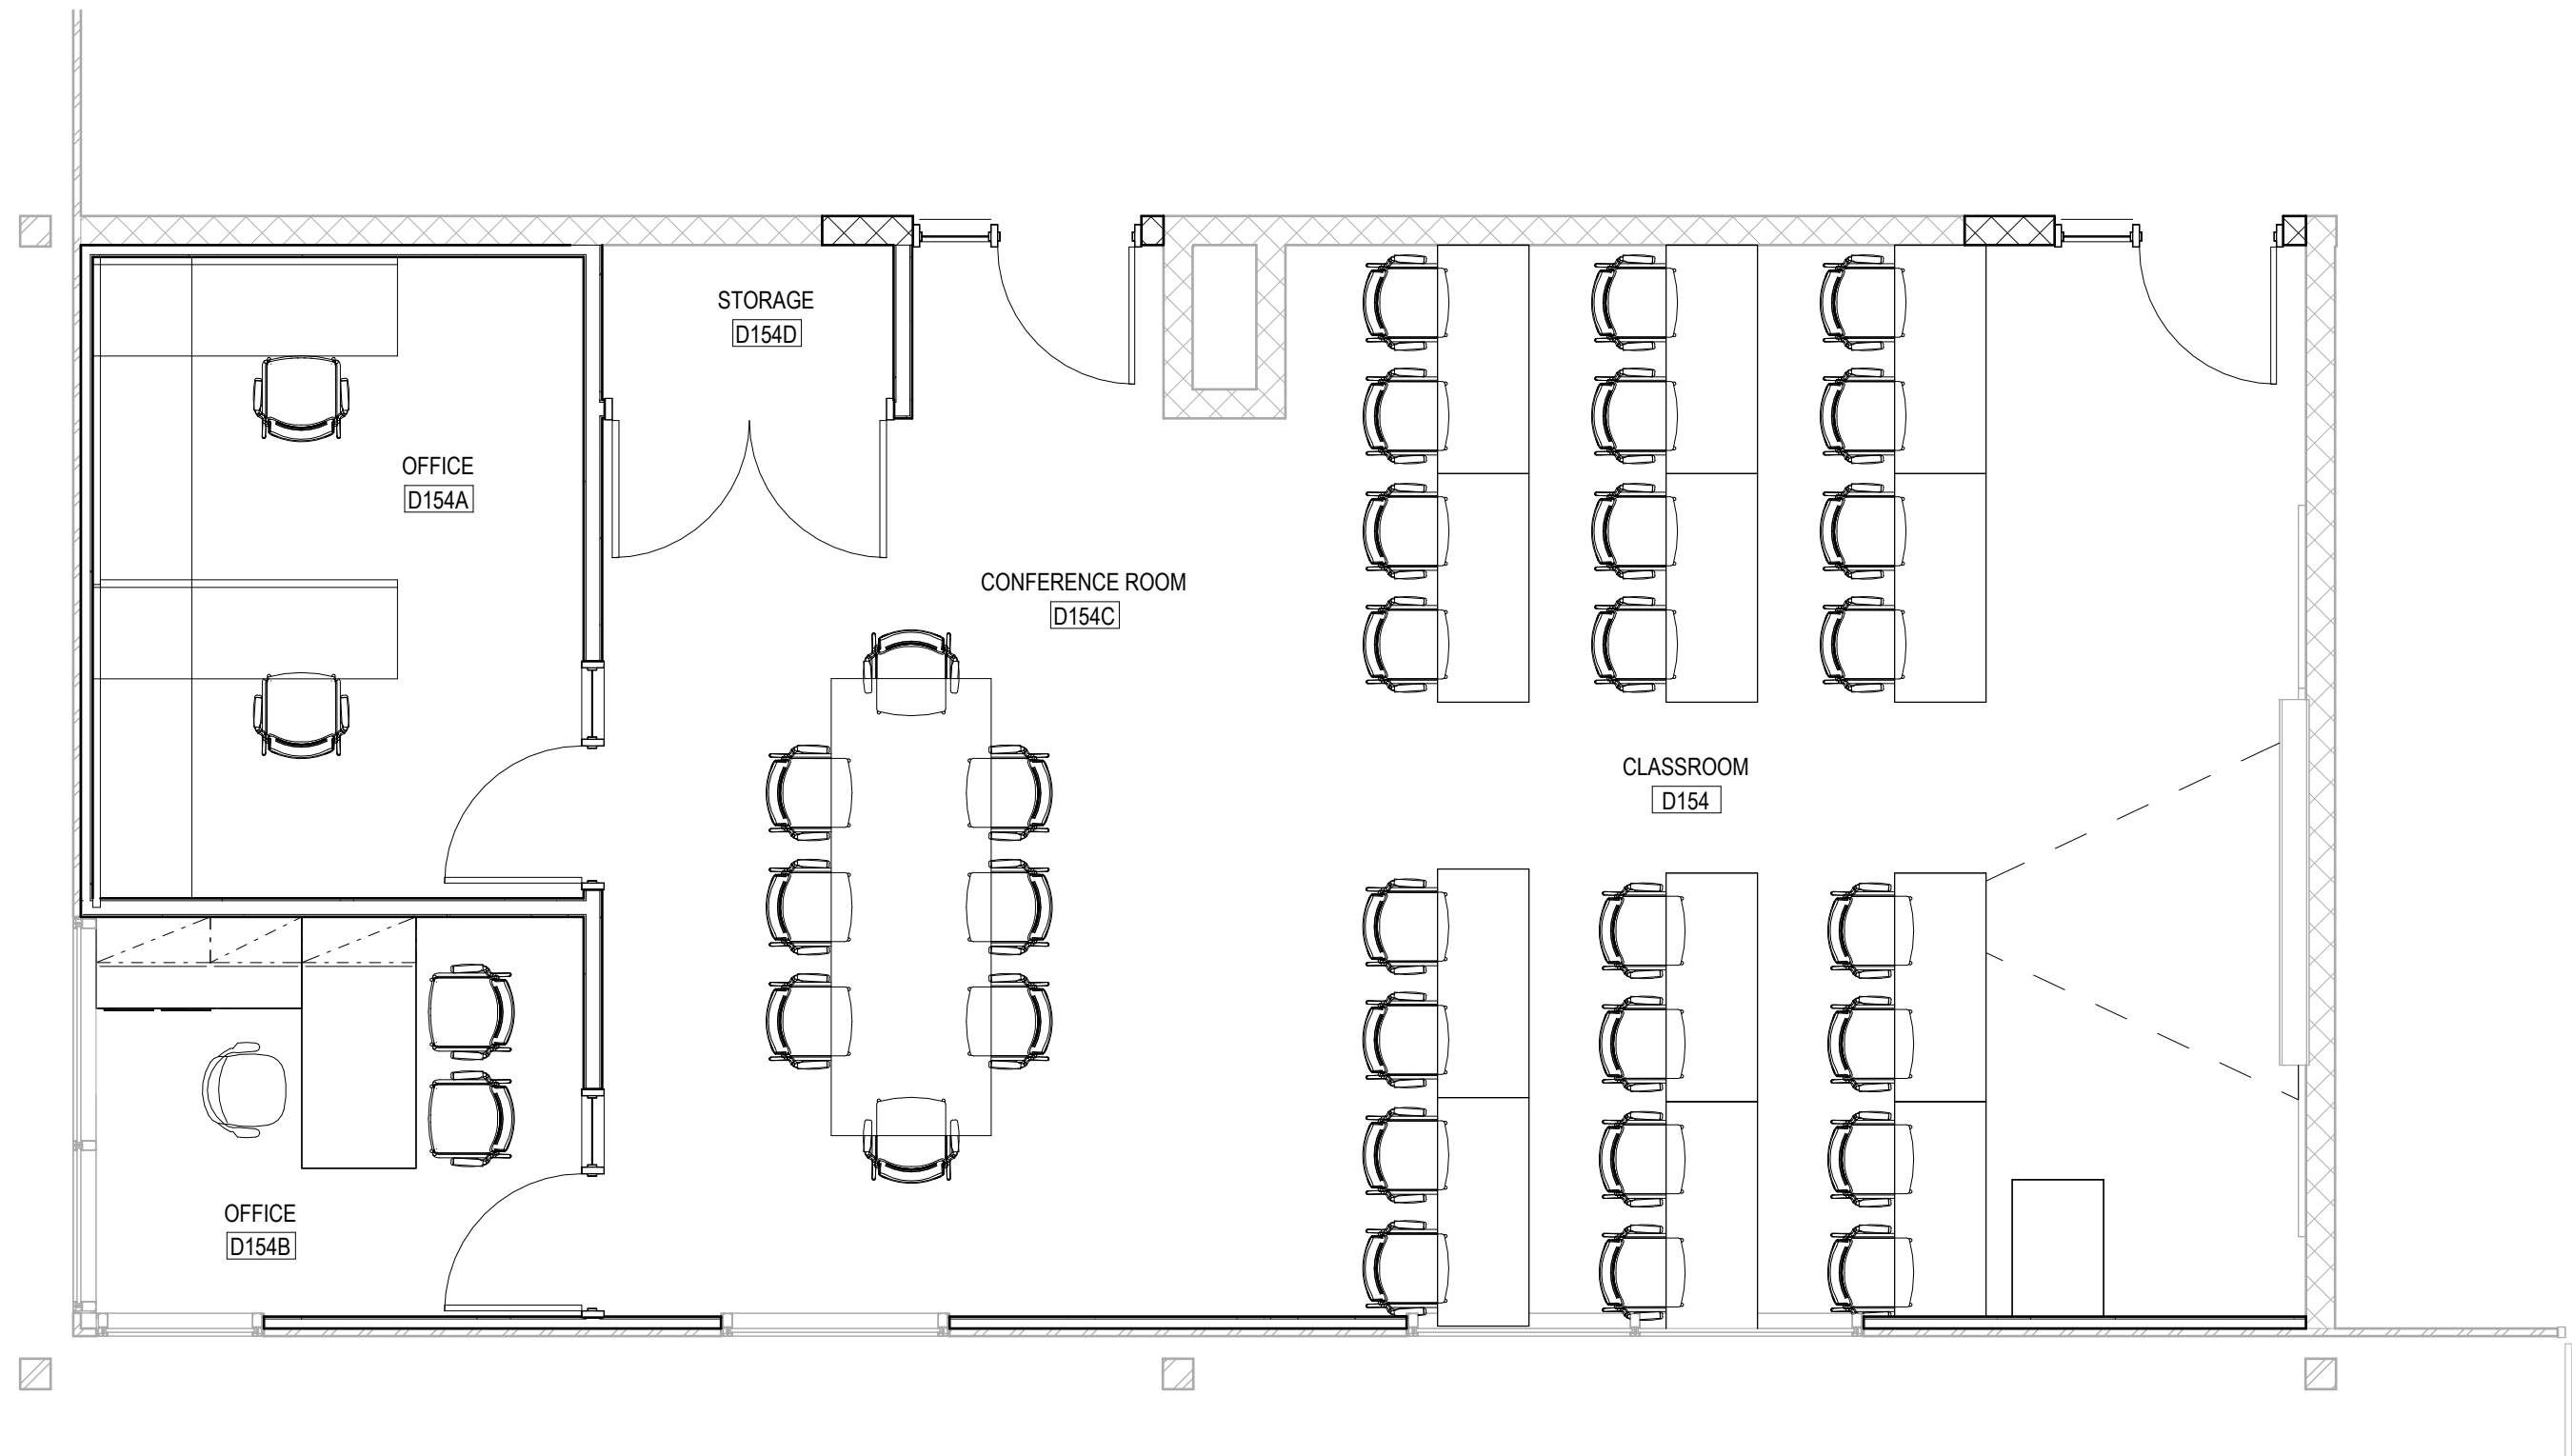 STORAGE
D154D
OFFICE
D154A
CONFERENCE ROOM
D154C
CLASSROOM
D154
OFFICE
D154B